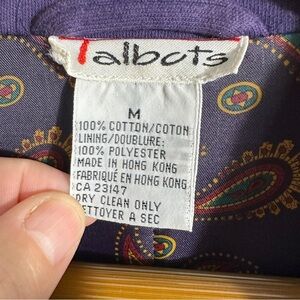 Talbots
M
100% COTTON/COTON
LINING/DOUBLURE:
100% POLYESTER
MADE IN HONG KONG
FABRIQUÉ EN HONG KONG
CA 23147
DRY CLEAN ONLY
NETTOYER A SEC